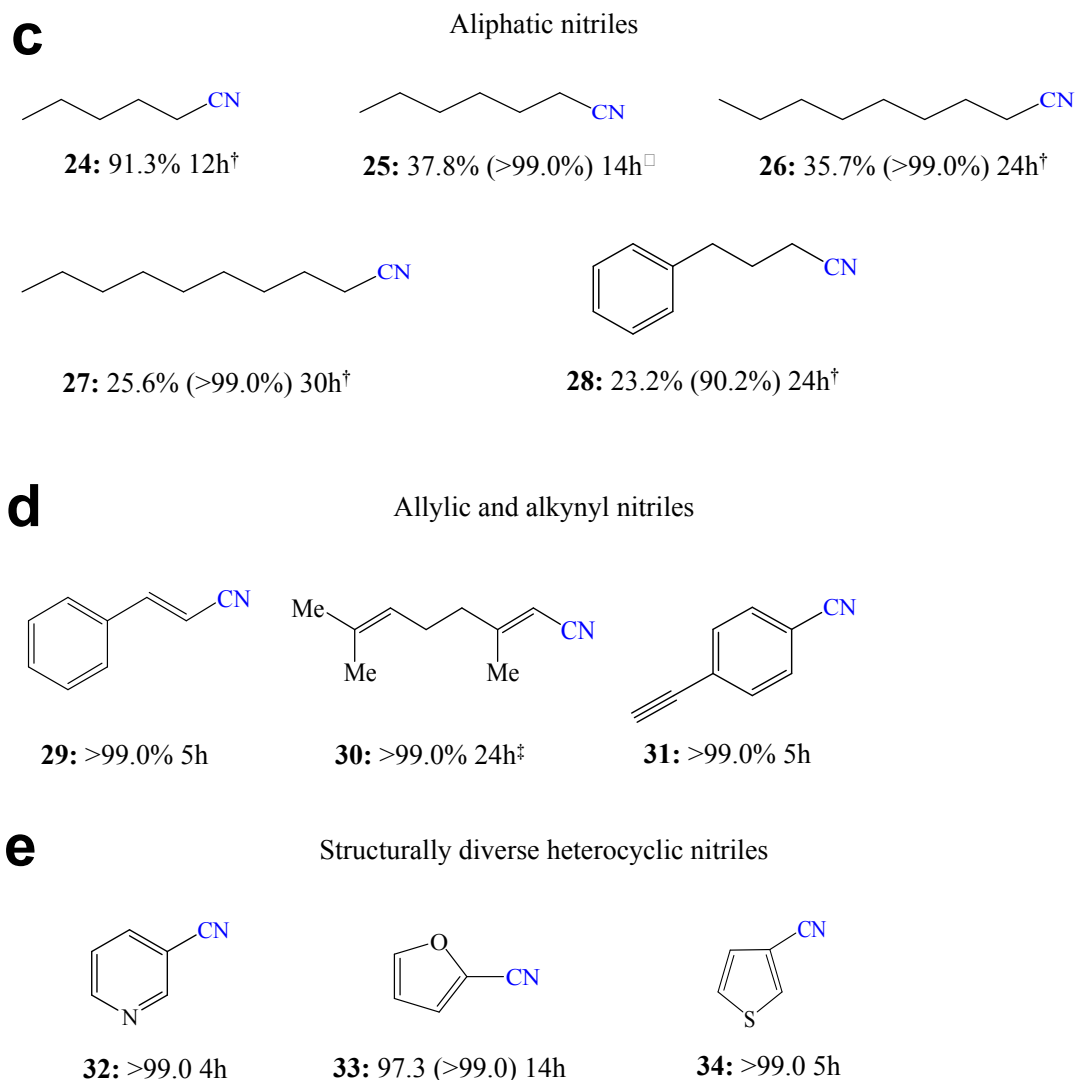 c
Aliphatic nitriles
CN
CN
CN
24: 91.3% 12h†
25: 37.8% (>99.0%) 14h□
26: 35.7% (>99.0%) 24h†
CN
CN
27: 25.6% (>99.0%) 30h†
28: 23.2% (90.2%) 24h†
d
Allylic and alkynyl nitriles
CN
Me
CN
CN
Me
Me
29: >99.0% 5h
30: >99.0% 24h‡
31: >99.0% 5h
e
Structurally diverse heterocyclic nitriles
CN
N
O
CN
CN
S
32: >99.0 4h
33: 97.3 (>99.0) 14h
34: >99.0 5h